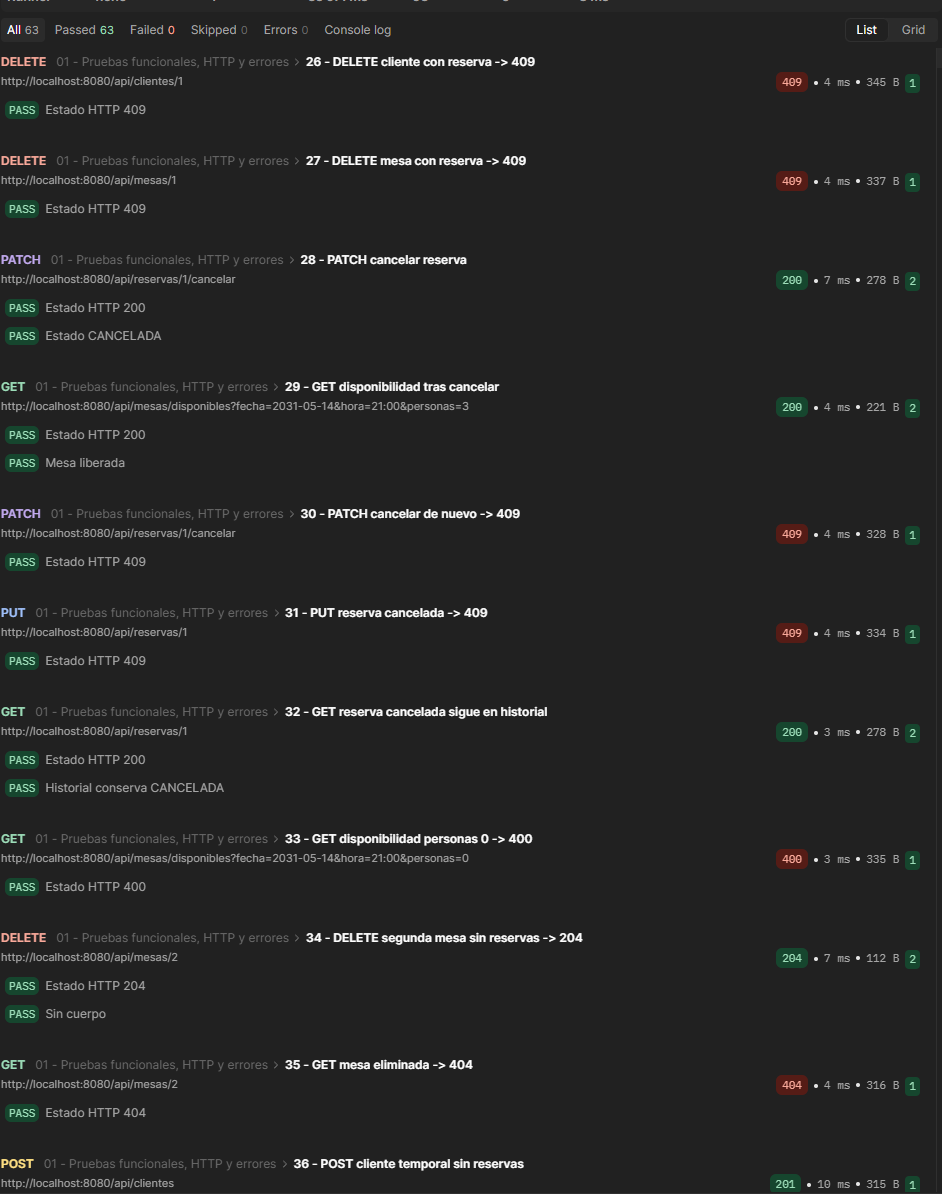 All 63 Passed 63 Failed 0 Skipped 0 Errors 0 Console log List Grid
DELETE 01 - Pruebas funcionales, HTTP y errores > 26 - DELETE cliente con reserva -> 409
http://localhost:8080/api/clientes/1 409 • 4 ms • 345 B 1
PASS Estado HTTP 409
DELETE 01 - Pruebas funcionales, HTTP y errores > 27 - DELETE mesa con reserva -> 409
http://localhost:8080/api/mesas/1 409 • 4 ms • 337 B 1
PASS Estado HTTP 409
PATCH 01 - Pruebas funcionales, HTTP y errores > 28 - PATCH cancelar reserva
http://localhost:8080/api/reservas/1/cancelar 200 • 7 ms • 278 B 2
PASS Estado HTTP 200
PASS Estado CANCELADA
GET 01 - Pruebas funcionales, HTTP y errores > 29 - GET disponibilidad tras cancelar
http://localhost:8080/api/mesas/disponibles?fecha=2031-05-14&hora=21:00&personas=3 200 • 4 ms • 221 B 2
PASS Estado HTTP 200
PASS Mesa liberada
PATCH 01 - Pruebas funcionales, HTTP y errores > 30 - PATCH cancelar de nuevo -> 409
http://localhost:8080/api/reservas/1/cancelar 409 • 4 ms • 328 B 1
PASS Estado HTTP 409
PUT 01 - Pruebas funcionales, HTTP y errores > 31 - PUT reserva cancelada -> 409
http://localhost:8080/api/reservas/1 409 • 4 ms • 334 B 1
PASS Estado HTTP 409
GET 01 - Pruebas funcionales, HTTP y errores > 32 - GET reserva cancelada sigue en historial
http://localhost:8080/api/reservas/1 200 • 3 ms • 278 B 2
PASS Estado HTTP 200
PASS Historial conserva CANCELADA
GET 01 - Pruebas funcionales, HTTP y errores > 33 - GET disponibilidad personas 0 -> 400
http://localhost:8080/api/mesas/disponibles?fecha=2031-05-14&hora=21:00&personas=0 400 • 3 ms • 335 B 1
PASS Estado HTTP 400
DELETE 01 - Pruebas funcionales, HTTP y errores > 34 - DELETE segunda mesa sin reservas -> 204
http://localhost:8080/api/mesas/2 204 • 7 ms • 112 B 2
PASS Estado HTTP 204
PASS Sin cuerpo
GET 01 - Pruebas funcionales, HTTP y errores > 35 - GET mesa eliminada -> 404
http://localhost:8080/api/mesas/2 404 • 4 ms • 316 B 1
PASS Estado HTTP 404
POST 01 - Pruebas funcionales, HTTP y errores > 36 - POST cliente temporal sin reservas
http://localhost:8080/api/clientes 201 • 10 ms • 315 B 1